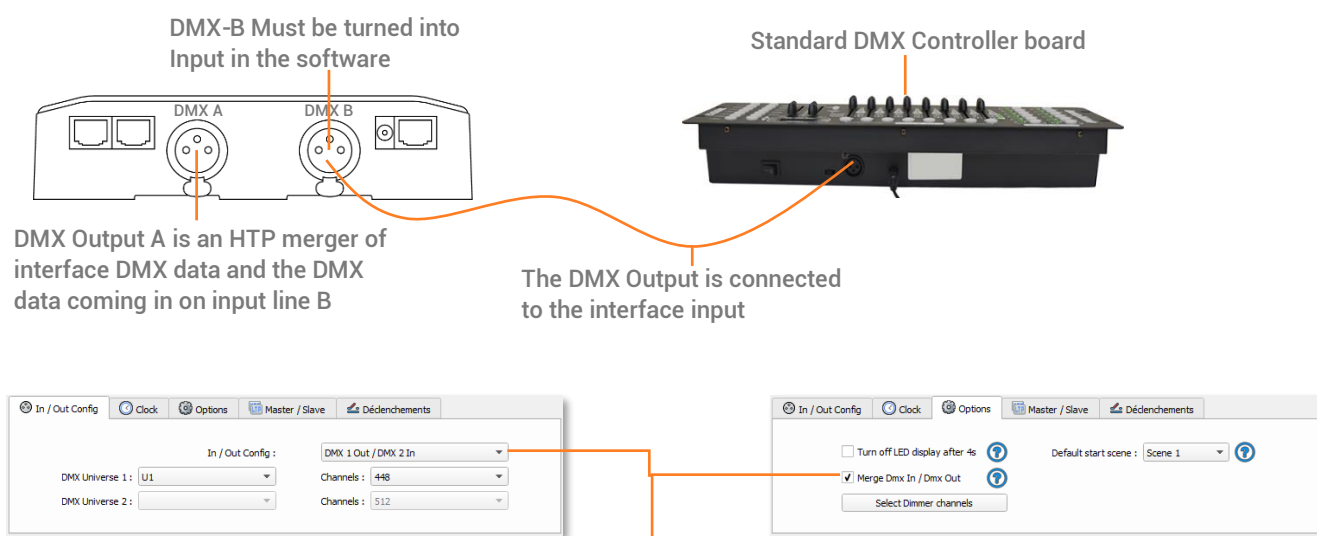 DMX-B Must be turned into
Input in the software
Standard DMX Controller board
DMX A
DMX B
DMX Output A is an HTP merger of
interface DMX data and the DMX
data coming in on input line B
The DMX Output is connected
to the interface input
In / Out Config
Clock
Options
Master / Slave
Déclenchements
In / Out Config :
DMX 1 Out / DMX 2 In
DMX Universe 1 :
U1
Channels :
448
DMX Universe 2 :
Channels :
512
In / Out Config
Clock
Options
Master / Slave
Déclenchements
Turn off LED display after 4s
?
Default start scene :
Scene 1
?
Merge Dmx In / Dmx Out
?
Select Dimmer channels